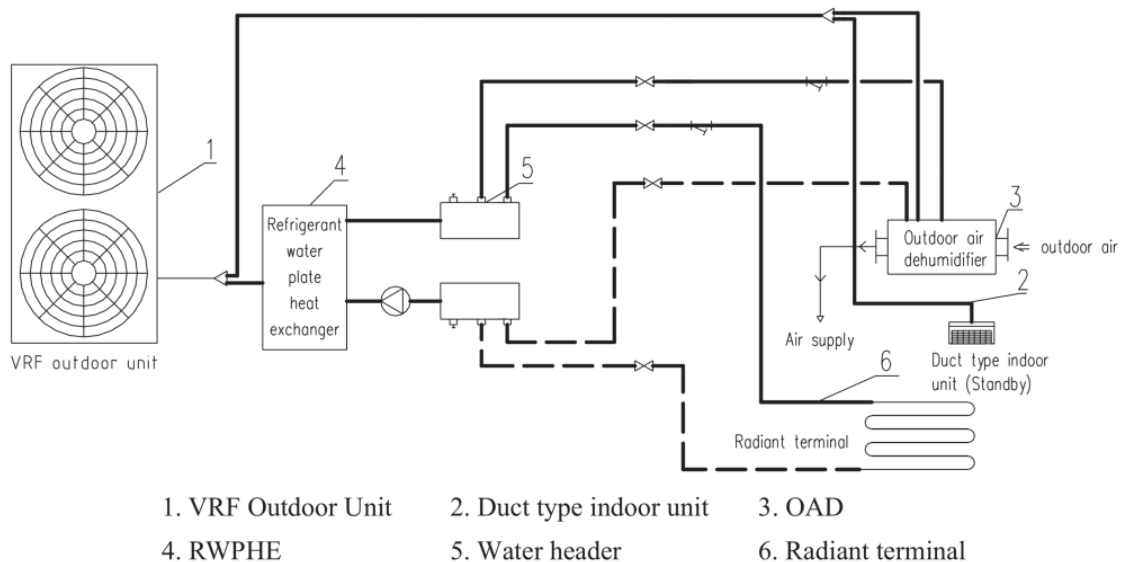 1
VRF outdoor unit
4
Refrigerant
water
plate
heat
exchanger
5
3
Outdoor air
dehumidifier
outdoor air
Air supply
2
Duct type indoor
unit (Standby)
6
Radiant terminal
1. VRF Outdoor Unit 2. Duct type indoor unit 3. OAD
4. RWPHE 5. Water header 6. Radiant terminal